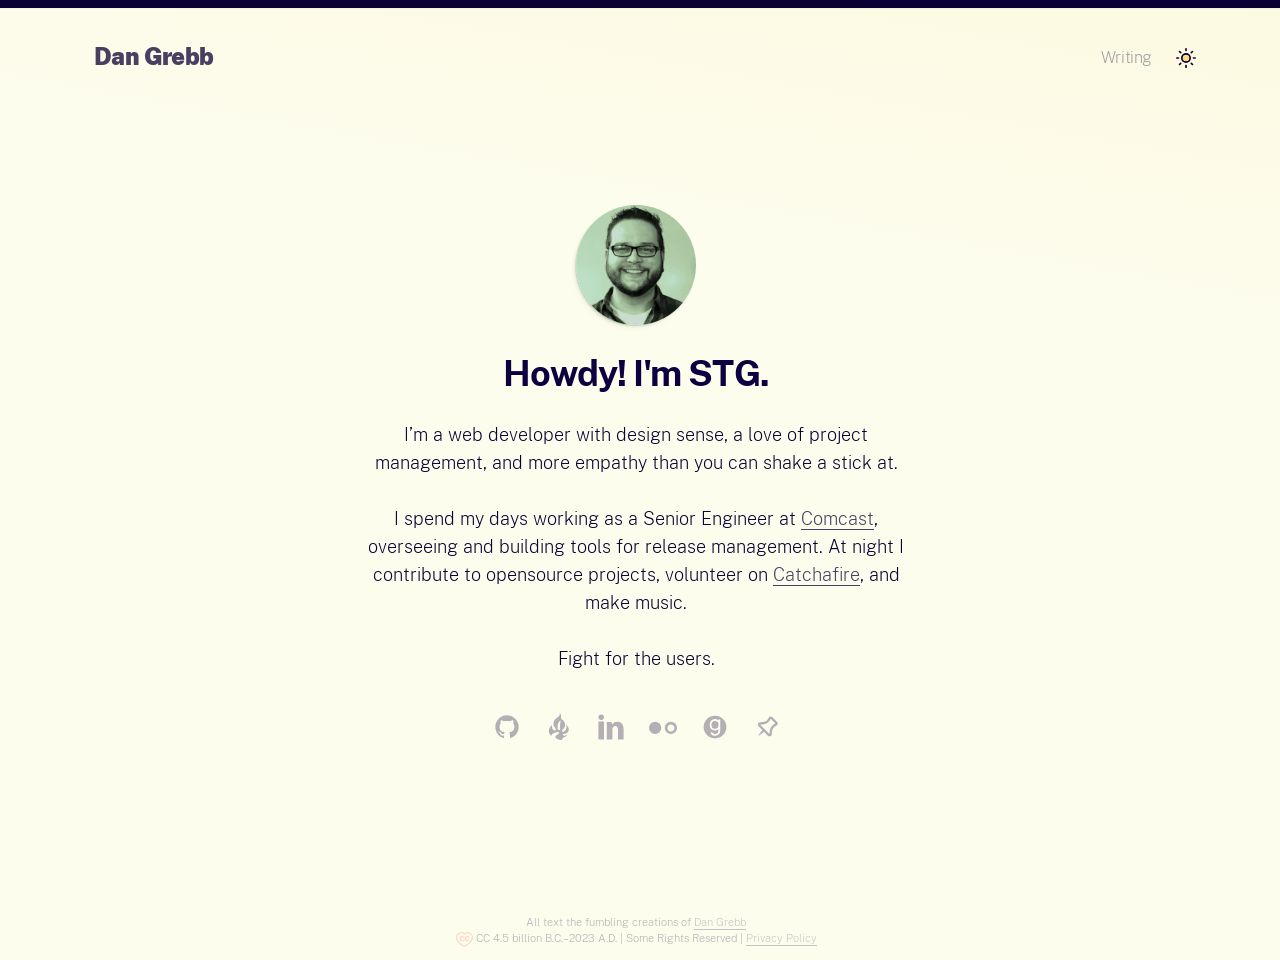 Dan Grebb
Writing
Howdy! I'm STG.
I’m a web developer with design sense, a love of project
management, and more empathy than you can shake a stick at.
I spend my days working as a Senior Engineer at Comcast,
overseeing and building tools for release management. At night I
contribute to opensource projects, volunteer on Catchafire, and
make music.
Fight for the users.
All text the fumbling creations of Dan Grebb
CC 4.5 billion B.C.–2023 A.D. | Some Rights Reserved | Privacy Policy